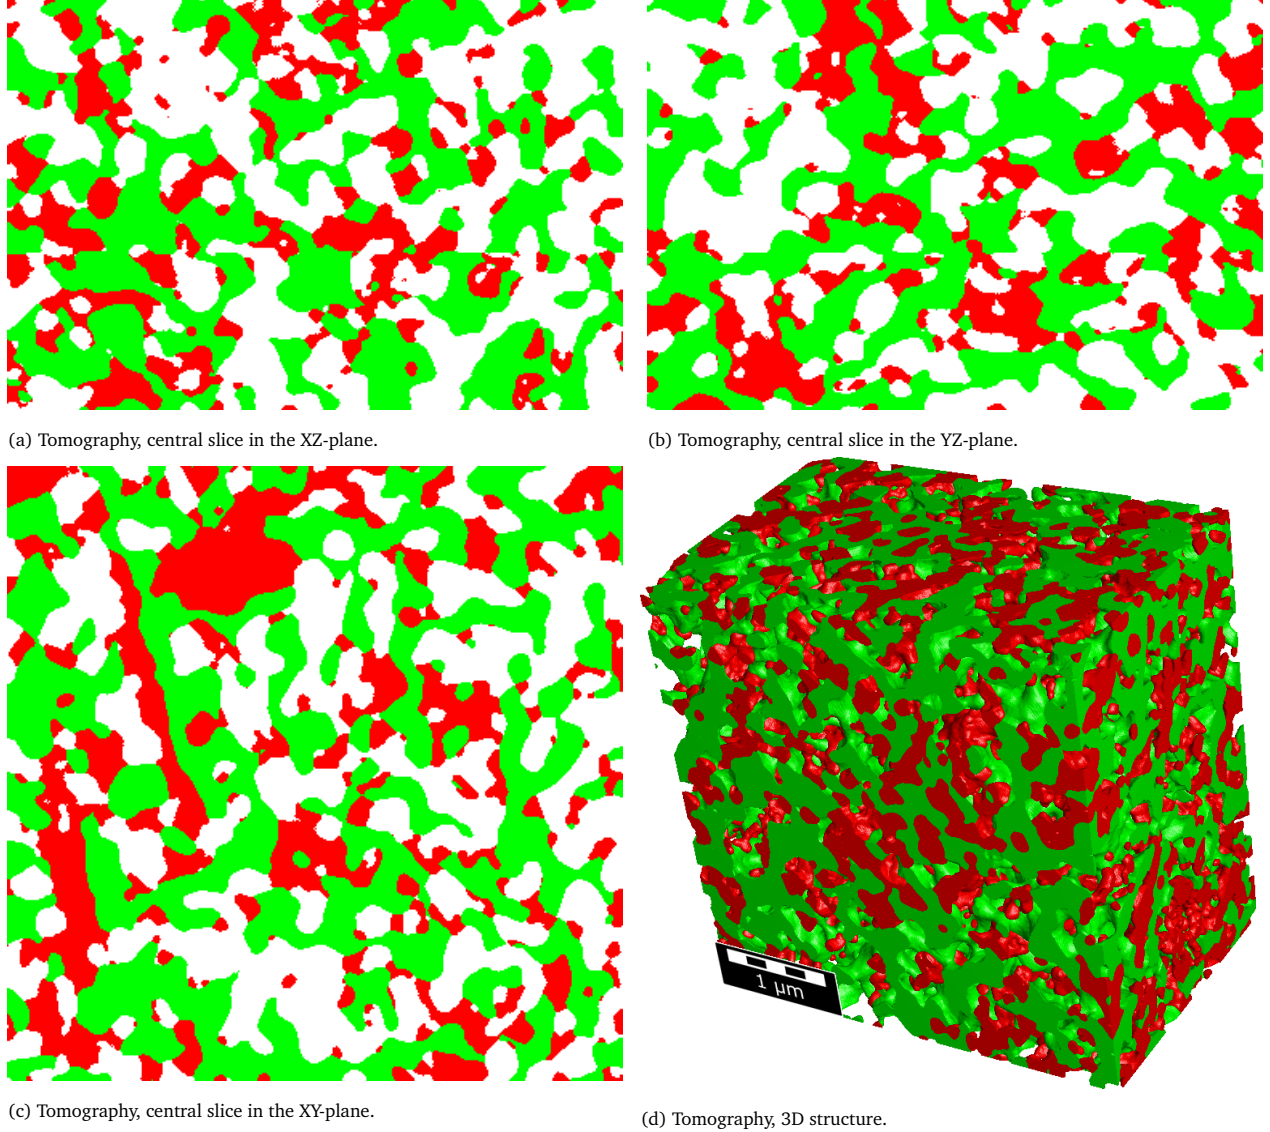 (a) Tomography, central slice in the XZ-plane.
(b) Tomography, central slice in the YZ-plane.
1 μm
(c) Tomography, central slice in the XY-plane.
(d) Tomography, 3D structure.